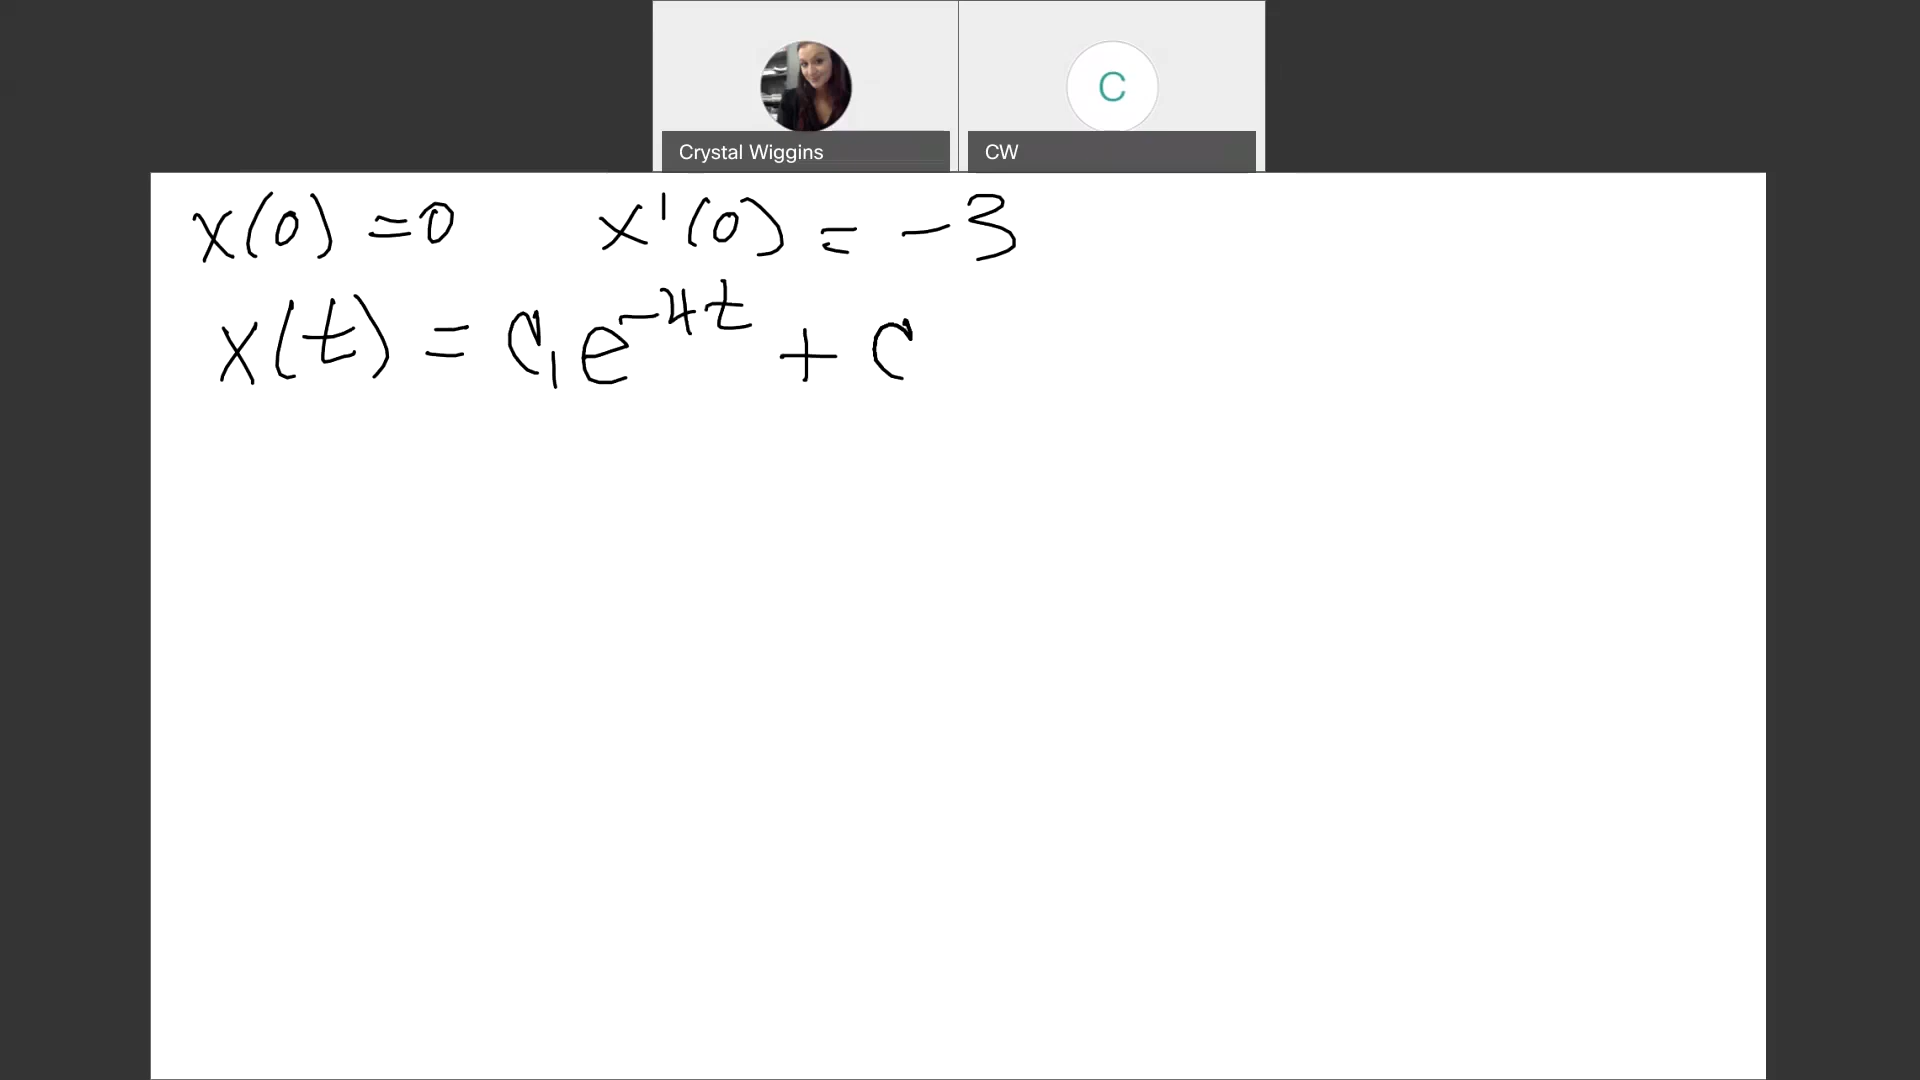 Crystal Wiggins
C
CW
x(0) = 0 x'(0) = -3
x(t) = c₁e⁻⁴ᵗ + c